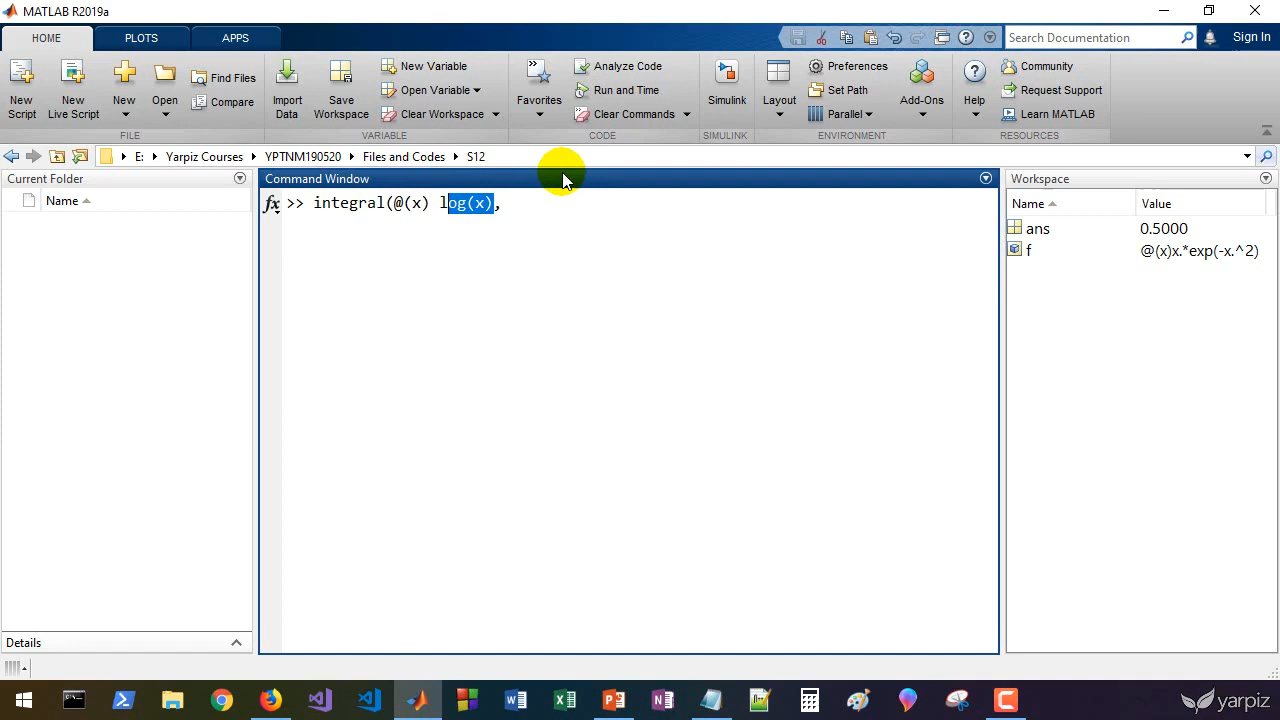 MATLAB R2019a
HOME PLOTS APPS Search Documentation Sign In
New Script
New Live Script
New
Open
Find Files
Compare
Import Data
Save Workspace
New Variable
Open Variable
Clear Workspace
Favorites
Analyze Code
Run and Time
Clear Commands
Simulink
Layout
Preferences
Set Path
Parallel
Add-Ons
Help
Community
Request Support
Learn MATLAB
FILE VARIABLE CODE SIMULINK ENVIRONMENT RESOURCES
E: Yarpiz Courses YPTNM190520 Files and Codes S12
Current Folder
Name
Details
Command Window
fx >> integral(@(x) log(x),
Workspace
Name Value
ans 0.5000
f @(x)x.*exp(-x.^2)
yarpiz